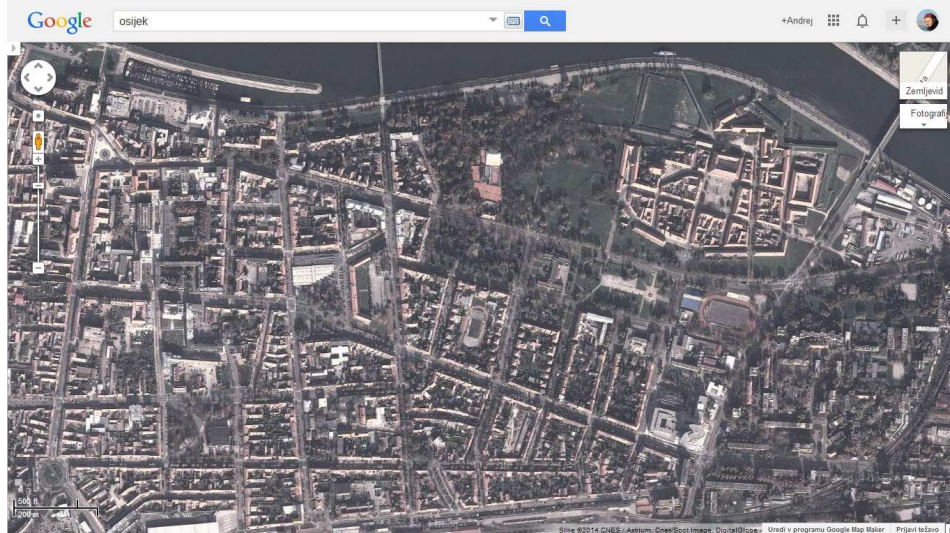 Google
osijek
+Andrej
Zemljevid
Fotografij
500 ft
200 m
Slike ©2014 CNES / Astrium, Cnes/Spot Image, DigitalGlobe
Uredi v programu Google Map Maker
Prijavi težavo